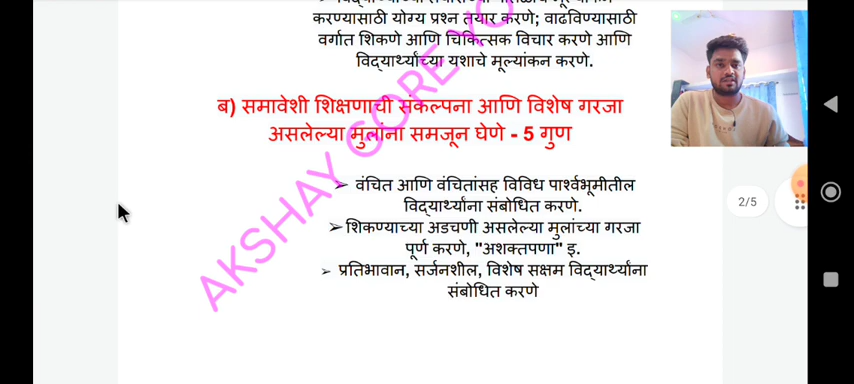 करण्यासाठी योग्य प्रश्न तयार करणे; वाढविण्यासाठी
वर्गात शिकणे आणि चिकित्सक विचार करणे आणि
विद्यार्थ्यांच्या यशाचे मूल्यांकन करणे.
ब) समावेशी शिक्षणाची संकल्पना आणि विशेष गरजा
असलेल्या मुलांना समजून घेणे - 5 गुण
➢ वंचित आणि वंचितांसह विविध पार्श्वभूमीतील
विद्यार्थ्यांना संबोधित करणे.
➢ शिकण्याच्या अडचणी असलेल्या मुलांच्या गरजा
पूर्ण करणे, "अशक्तपणा" इ.
➢ प्रतिभावान, सर्जनशील, विशेष सक्षम विद्यार्थ्यांना
संबोधित करणे
2/5
AKSHAY GORE YO